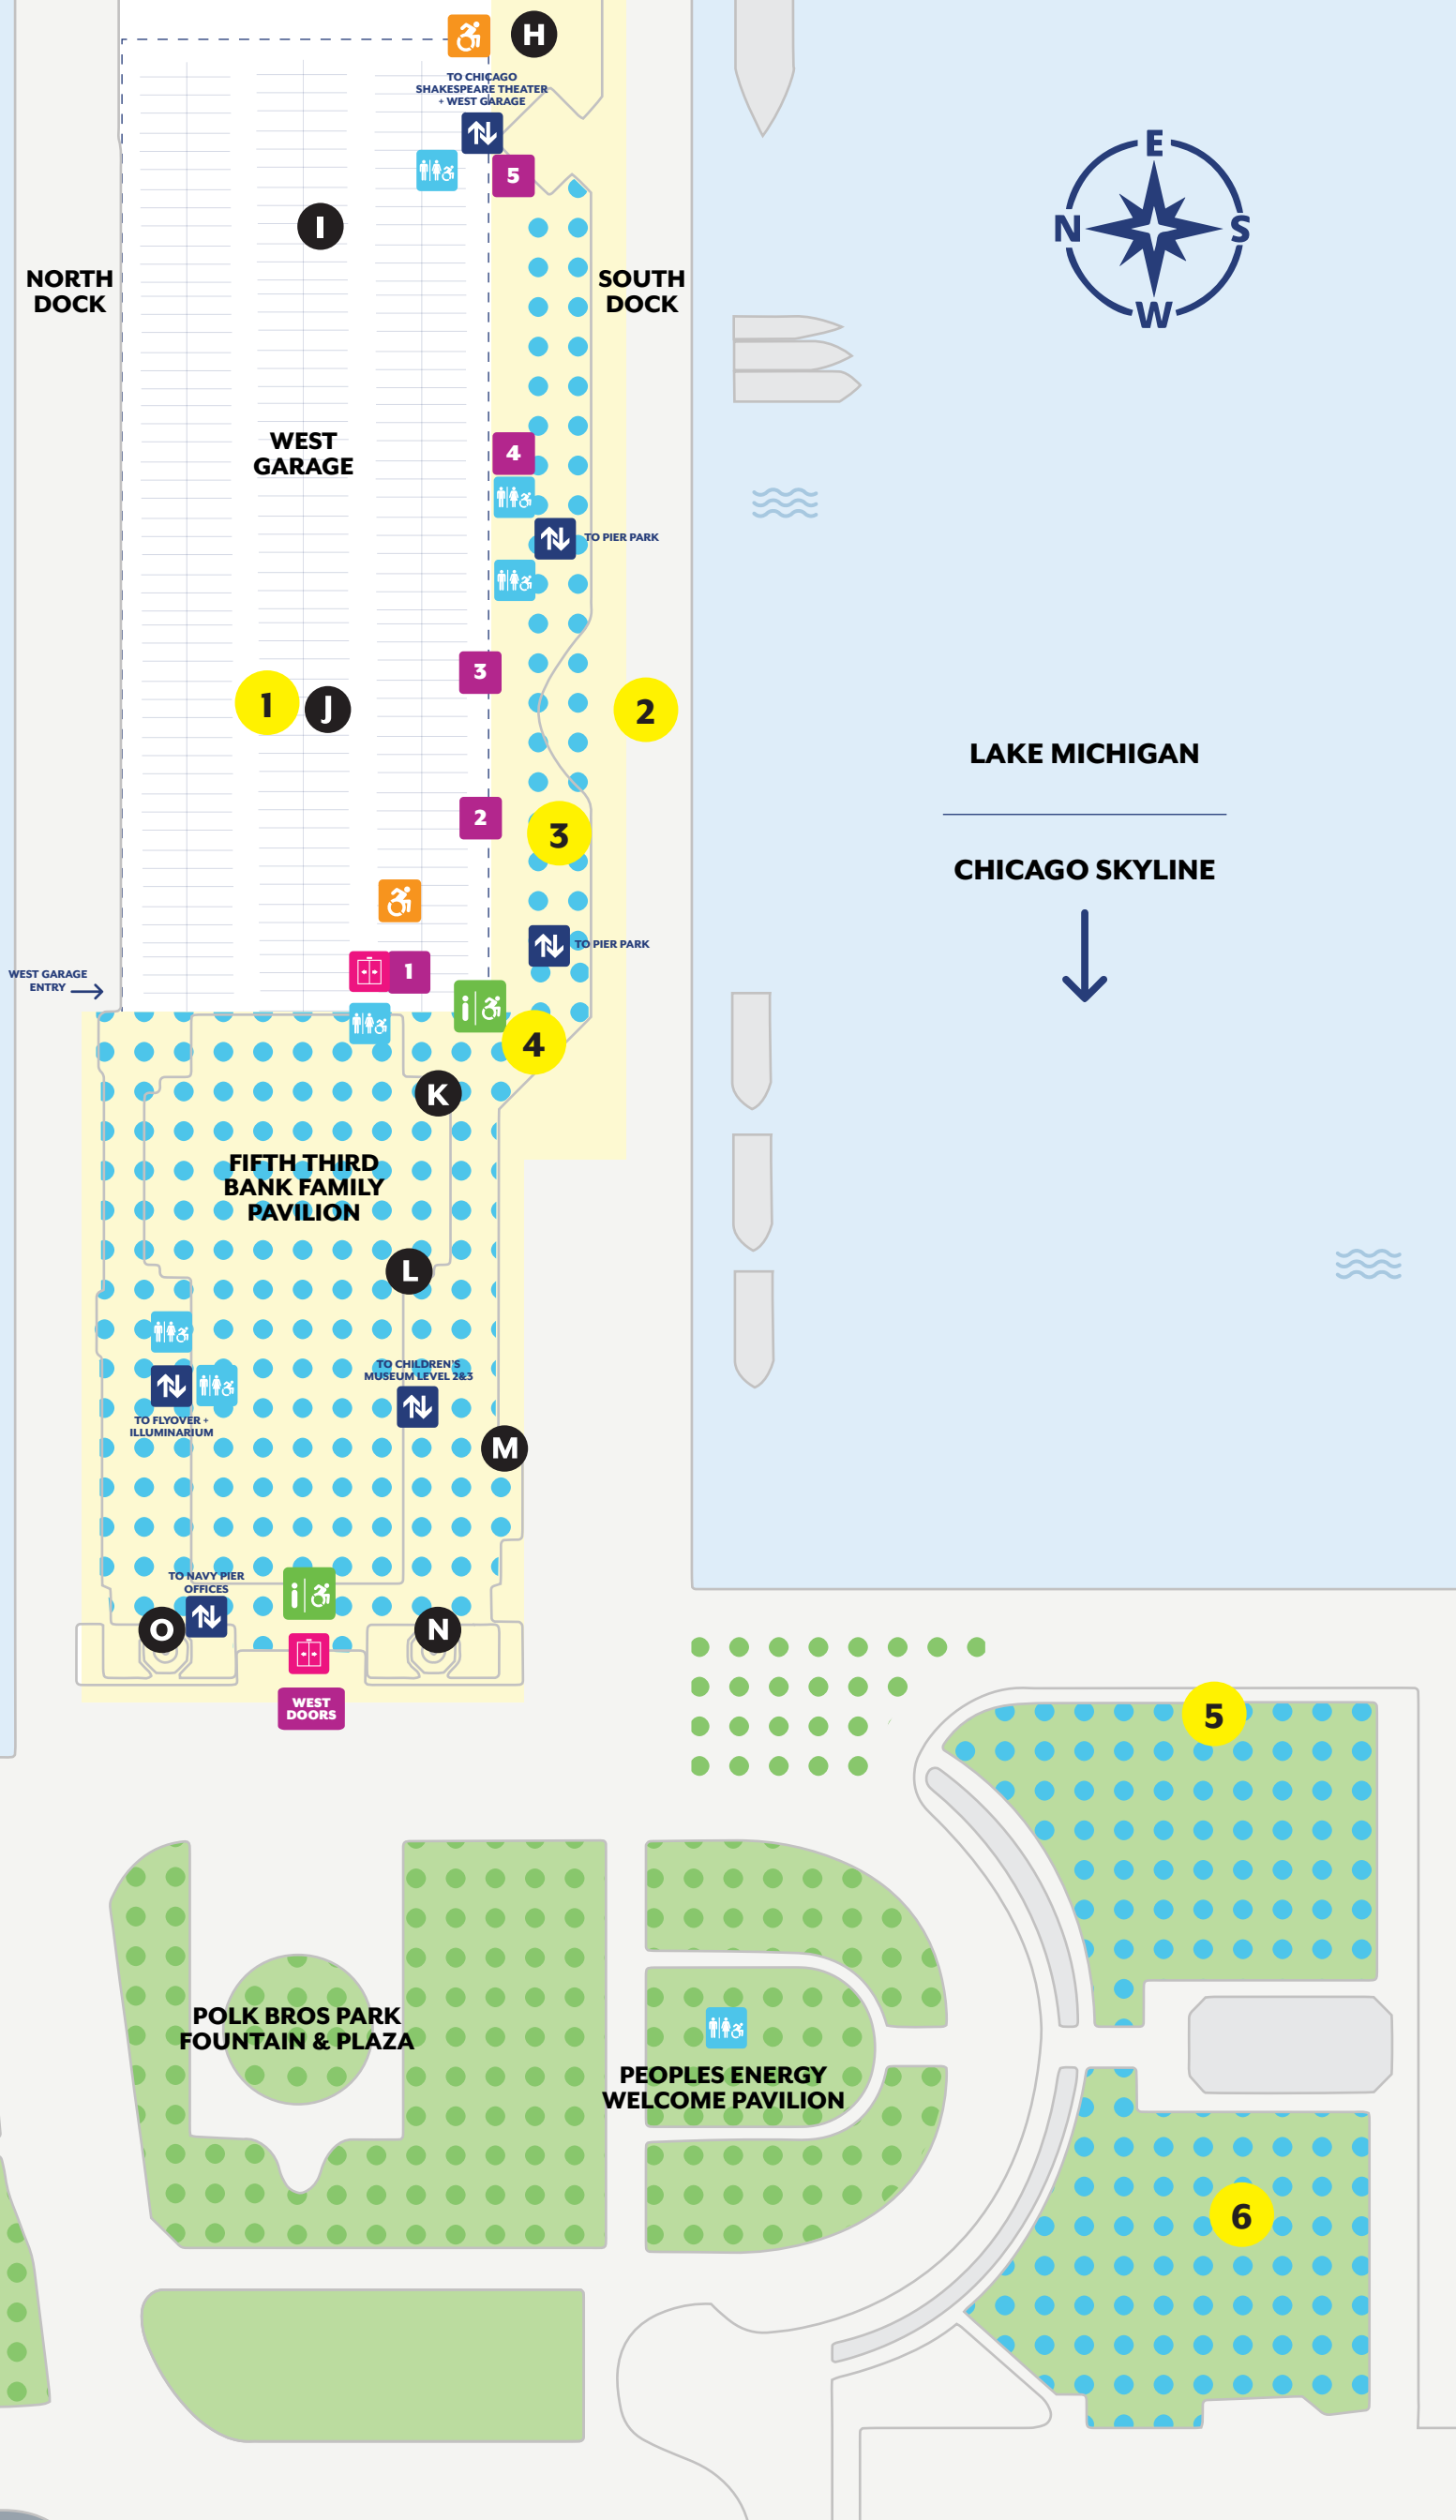 H
TO CHICAGO
SHAKESPEARE THEATER
+ WEST GARAGE
5
I
E
N
S
W
NORTH
DOCK
SOUTH
DOCK
WEST
GARAGE
4
TO PIER PARK
3
1
J
2
LAKE MICHIGAN
2
3
CHICAGO SKYLINE
TO PIER PARK
1
WEST GARAGE
ENTRY
4
K
FIFTH THIRD
BANK FAMILY
PAVILION
L
TO CHILDREN'S
MUSEUM LEVEL 2&3
TO FLYOVER +
ILLUMINARIUM
M
TO NAVY PIER
OFFICES
O
N
WEST
DOORS
5
POLK BROS PARK
FOUNTAIN & PLAZA
PEOPLES ENERGY
WELCOME PAVILION
6